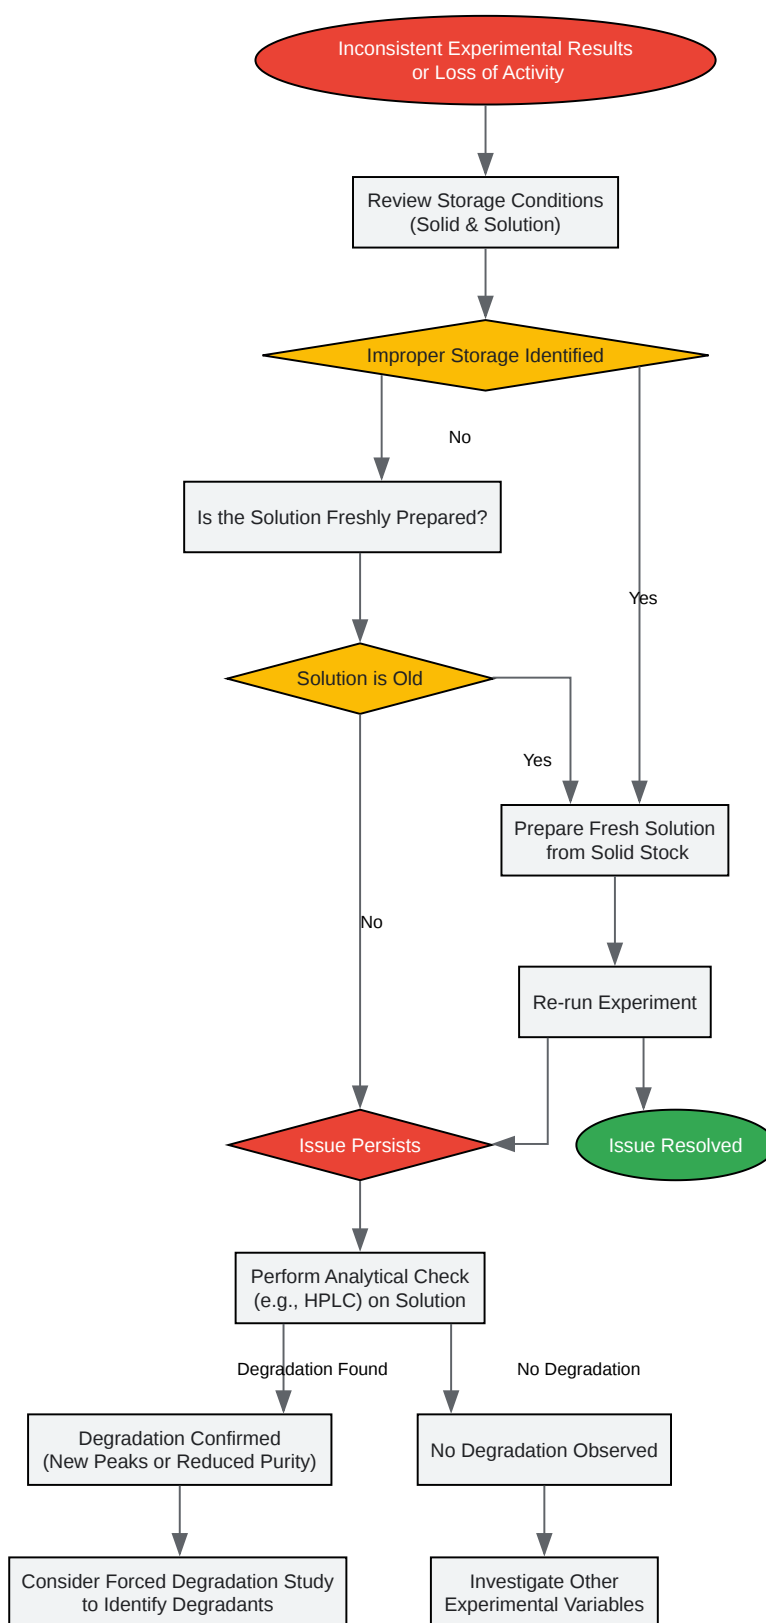 Inconsistent Experimental Results
or Loss of Activity
Review Storage Conditions
(Solid & Solution)
Improper Storage Identified
No
Is the Solution Freshly Prepared?
Yes
Solution is Old
Yes
Prepare Fresh Solution
from Solid Stock
No
Re-run Experiment
Issue Persists
Issue Resolved
Perform Analytical Check
(e.g., HPLC) on Solution
Degradation Found
No Degradation
Degradation Confirmed
(New Peaks or Reduced Purity)
No Degradation Observed
Consider Forced Degradation Study
to Identify Degradants
Investigate Other
Experimental Variables